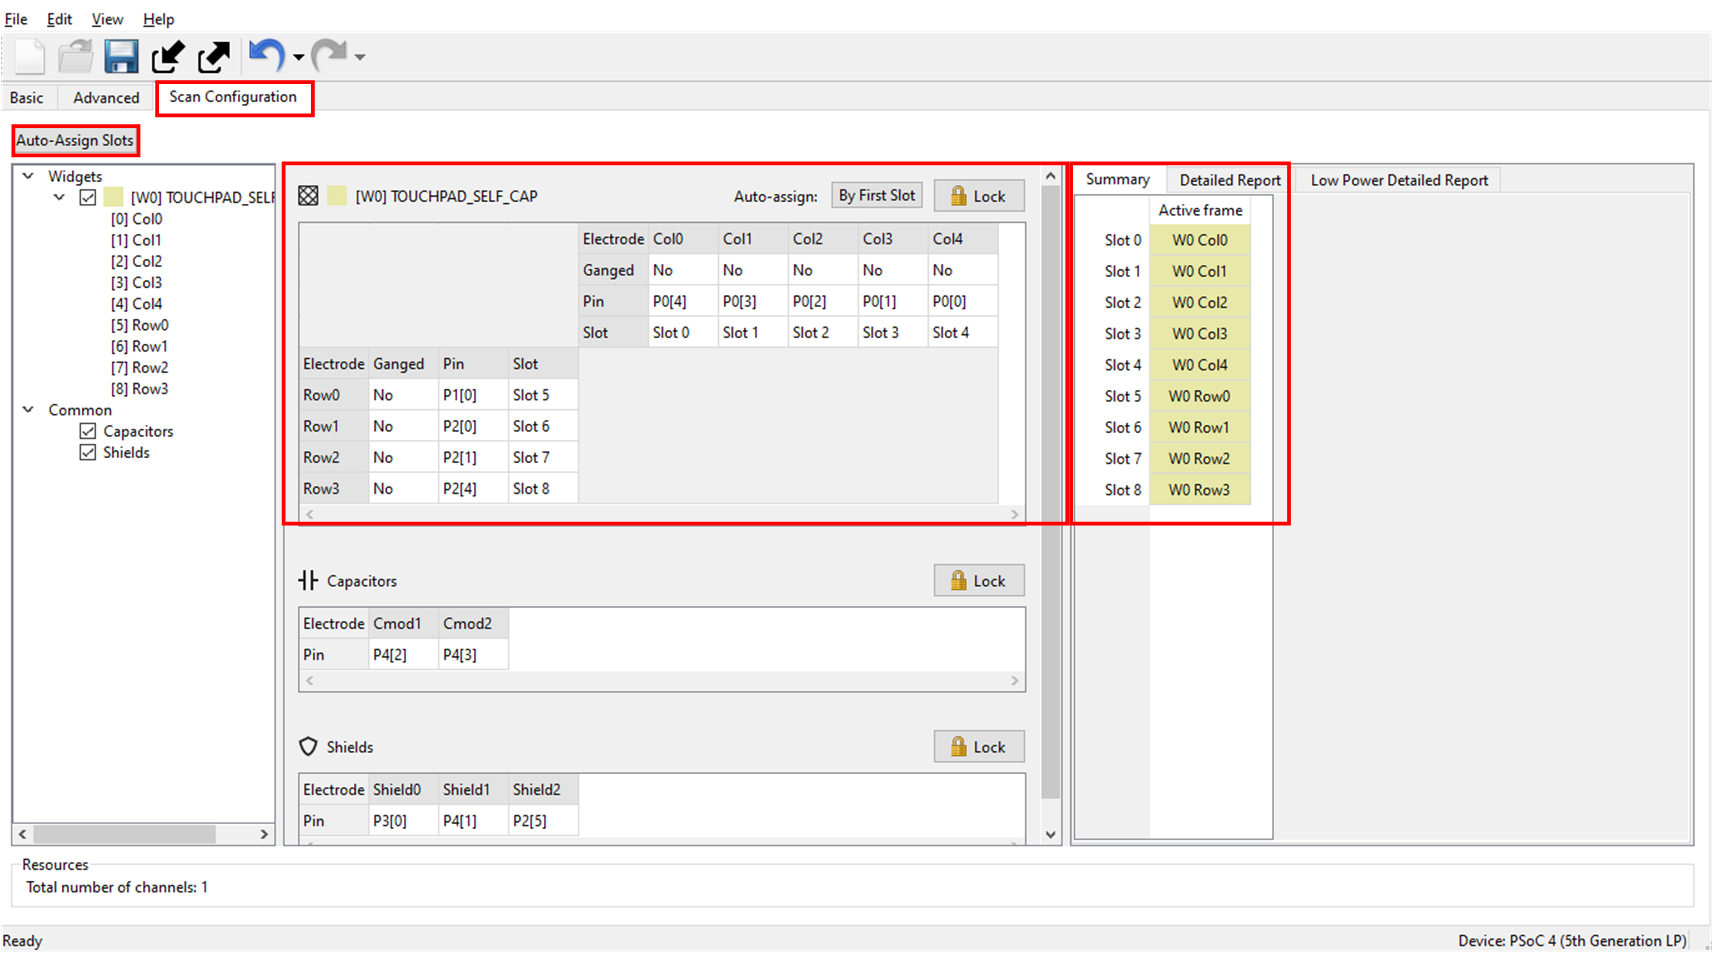 File Edit View Help
Basic Advanced Scan Configuration
Auto-Assign Slots
Widgets
[W0] TOUCHPAD_SELF
[0] Col0
[1] Col1
[2] Col2
[3] Col3
[4] Col4
[5] Row0
[6] Row1
[7] Row2
[8] Row3
Common
Capacitors
Shields
[W0] TOUCHPAD_SELF_CAP Auto-assign: By First Slot Lock
Electrode Col0 Col1 Col2 Col3 Col4
Ganged No No No No No
Pin P0[4] P0[3] P0[2] P0[1] P0[0]
Slot Slot 0 Slot 1 Slot 2 Slot 3 Slot 4
Electrode Ganged Pin Slot
Row0 No P1[0] Slot 5
Row1 No P2[0] Slot 6
Row2 No P2[1] Slot 7
Row3 No P2[4] Slot 8
Capacitors Lock
Electrode Cmod1 Cmod2
Pin P4[2] P4[3]
Shields Lock
Electrode Shield0 Shield1 Shield2
Pin P3[0] P4[1] P2[5]
Summary Detailed Report Low Power Detailed Report
Active frame
Slot 0 W0 Col0
Slot 1 W0 Col1
Slot 2 W0 Col2
Slot 3 W0 Col3
Slot 4 W0 Col4
Slot 5 W0 Row0
Slot 6 W0 Row1
Slot 7 W0 Row2
Slot 8 W0 Row3
Resources
Total number of channels: 1
Ready Device: PSoC 4 (5th Generation LP)